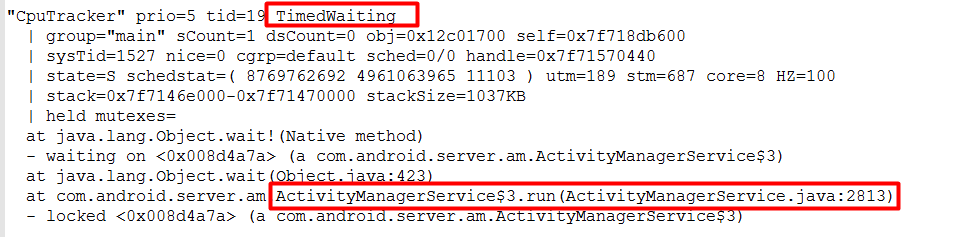 "CpuTracker" prio=5 tid=19 TimedWaiting
| group="main" sCount=1 dsCount=0 obj=0x12c01700 self=0x7f718db600
| sysTid=1527 nice=0 cgrp=default sched=0/0 handle=0x7f71570440
| state=S schedstat=( 8769762692 4961063965 11103 ) utm=189 stm=687 core=8 HZ=100
| stack=0x7f7146e000-0x7f71470000 stackSize=1037KB
| held mutexes=
at java.lang.Object.wait!(Native method)
- waiting on <0x008d4a7a> (a com.android.server.am.ActivityManagerService$3)
at java.lang.Object.wait(Object.java:423)
at com.android.server.am.ActivityManagerService$3.run(ActivityManagerService.java:2813)
- locked <0x008d4a7a> (a com.android.server.am.ActivityManagerService$3)